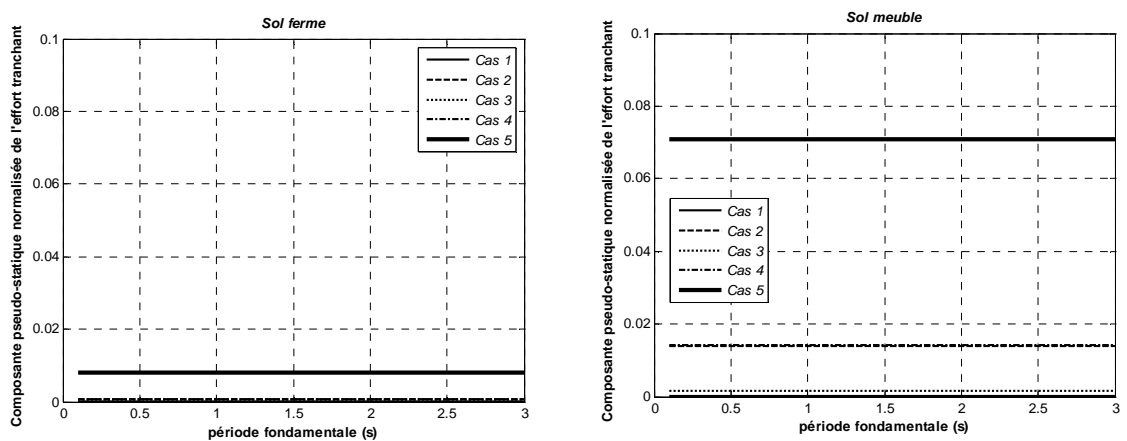 Sol ferme
Composante pseudo-statique normalisée de l'effort tranchant
0.1
0.08
0.06
0.04
0.02
0
Cas 1
Cas 2
Cas 3
Cas 4
Cas 5
0 0.5 1 1.5 2 2.5 3
période fondamentale (s)
Sol meuble
Composante pseudo-statique normalisée de l'effort tranchant
0.1
0.08
0.06
0.04
0.02
0
Cas 1
Cas 2
Cas 3
Cas 4
Cas 5
0 0.5 1 1.5 2 2.5 3
période fondamentale (s)